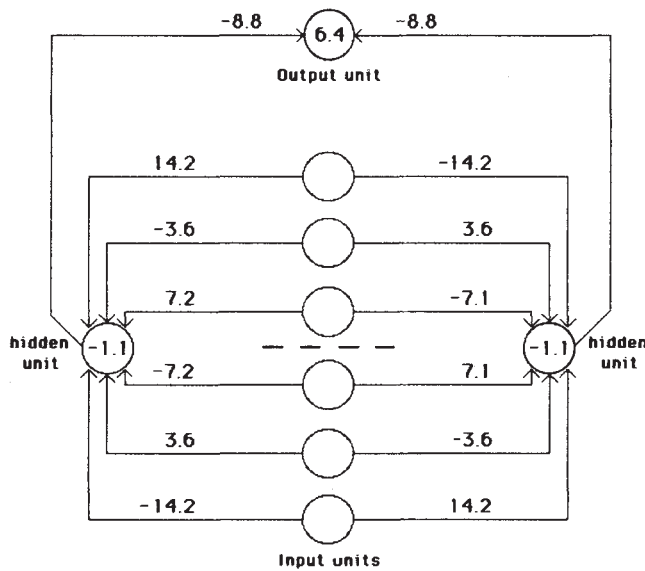 -8.8 6.4 -8.8
Output unit
14.2 -14.2
-3.6 3.6
7.2 -7.1
hidden unit -1.1 -1.1 hidden unit
-7.2 7.1
3.6 -3.6
-14.2 14.2
Input units